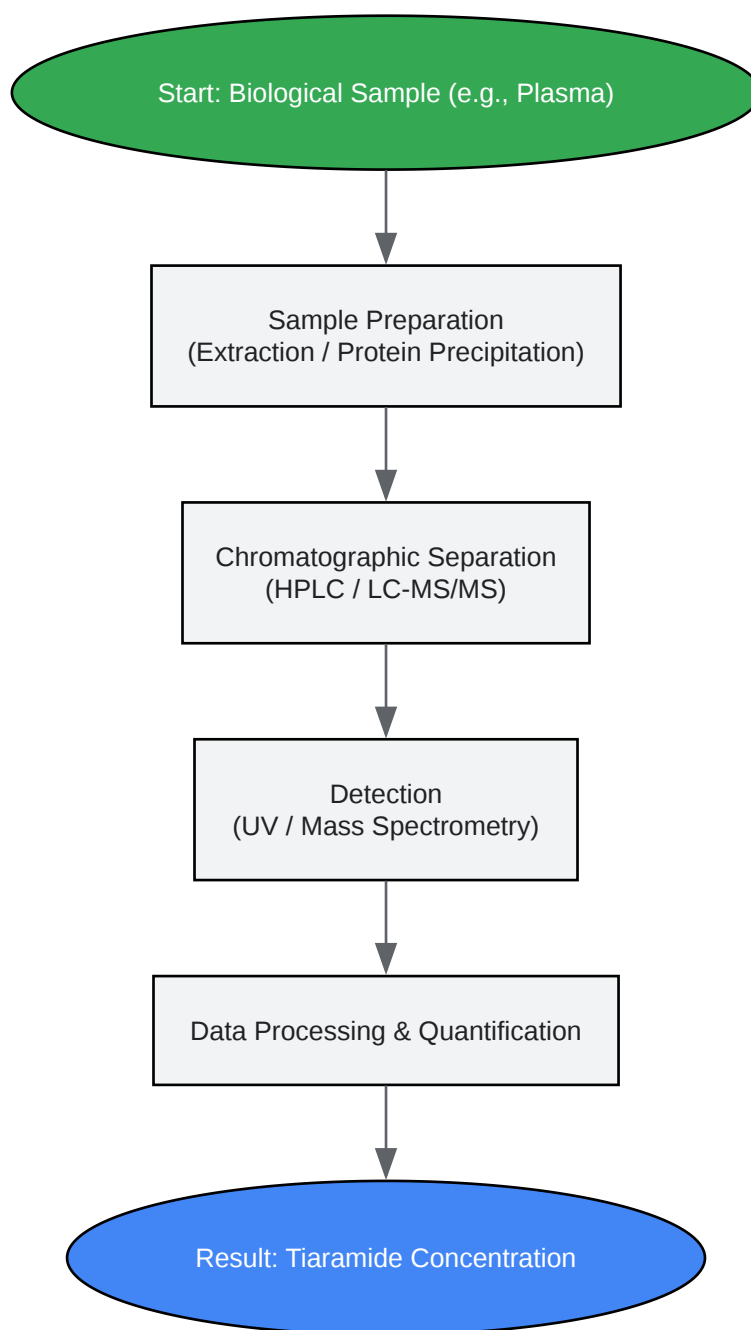 Start: Biological Sample (e.g., Plasma)
Sample Preparation
(Extraction / Protein Precipitation)
Chromatographic Separation
(HPLC / LC-MS/MS)
Detection
(UV / Mass Spectrometry)
Data Processing & Quantification
Result: Tiaramide Concentration